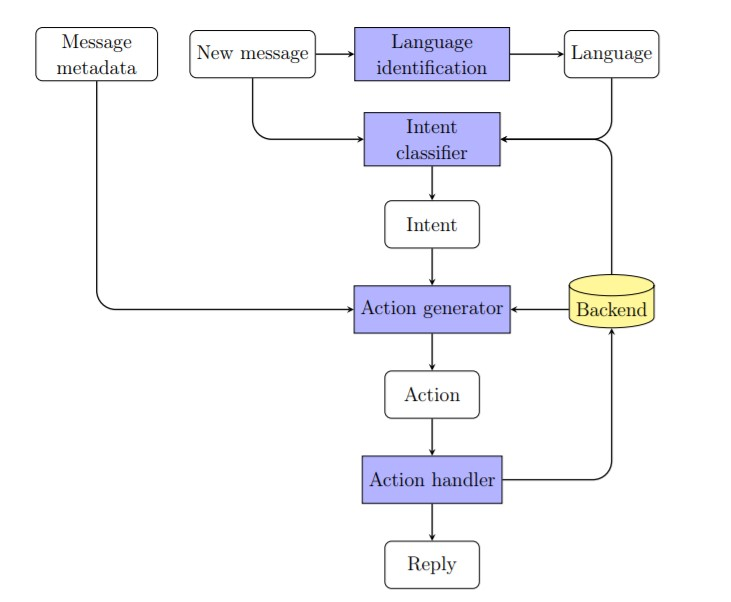 Message
metadata
New message
Language
identification
Language
Intent
classifier
Intent
Action generator
Backend
Action
Action handler
Reply